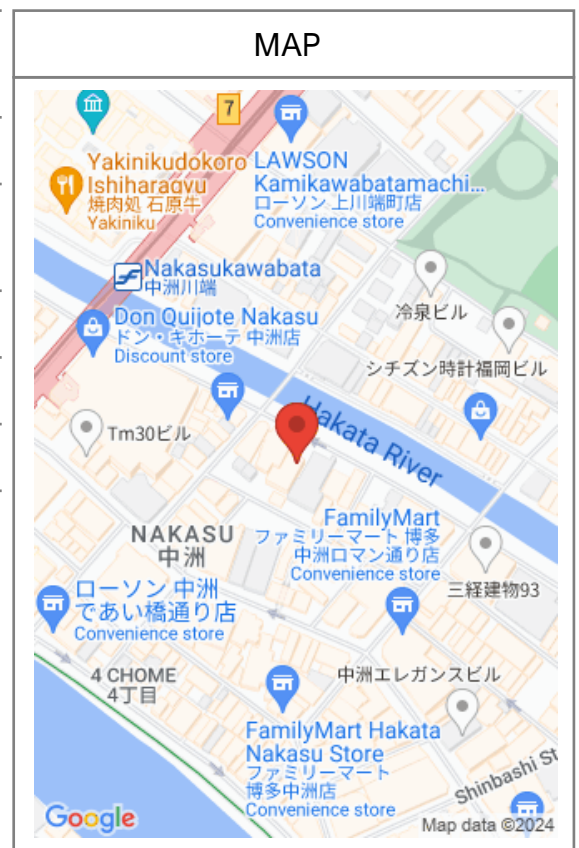 MAP
7
Yakinikudokoro
Ishiharagyu
焼肉処 石原牛
Yakiniku
LAWSON
Kamikawabatamachi...
ローソン 上川端町店
Convenience store
Nakasukawabata
中洲川端
冷泉ビル
Don Quijote Nakasu
ドン・キホーテ 中洲店
Discount store
シチズン時計福岡ビル
Hakata River
Tm30ビル
NAKASU
中洲
FamilyMart
ファミリーマート 博多
中洲ロマン通り店
Convenience store
三経建物93
ローソン 中洲
であい橋通り店
Convenience store
4 CHOME
4丁目
中洲エレガンスビル
FamilyMart Hakata
Nakasu Store
ファミリーマート
博多中洲店
Convenience store
Shinbashi St
Google
Map data ©2024